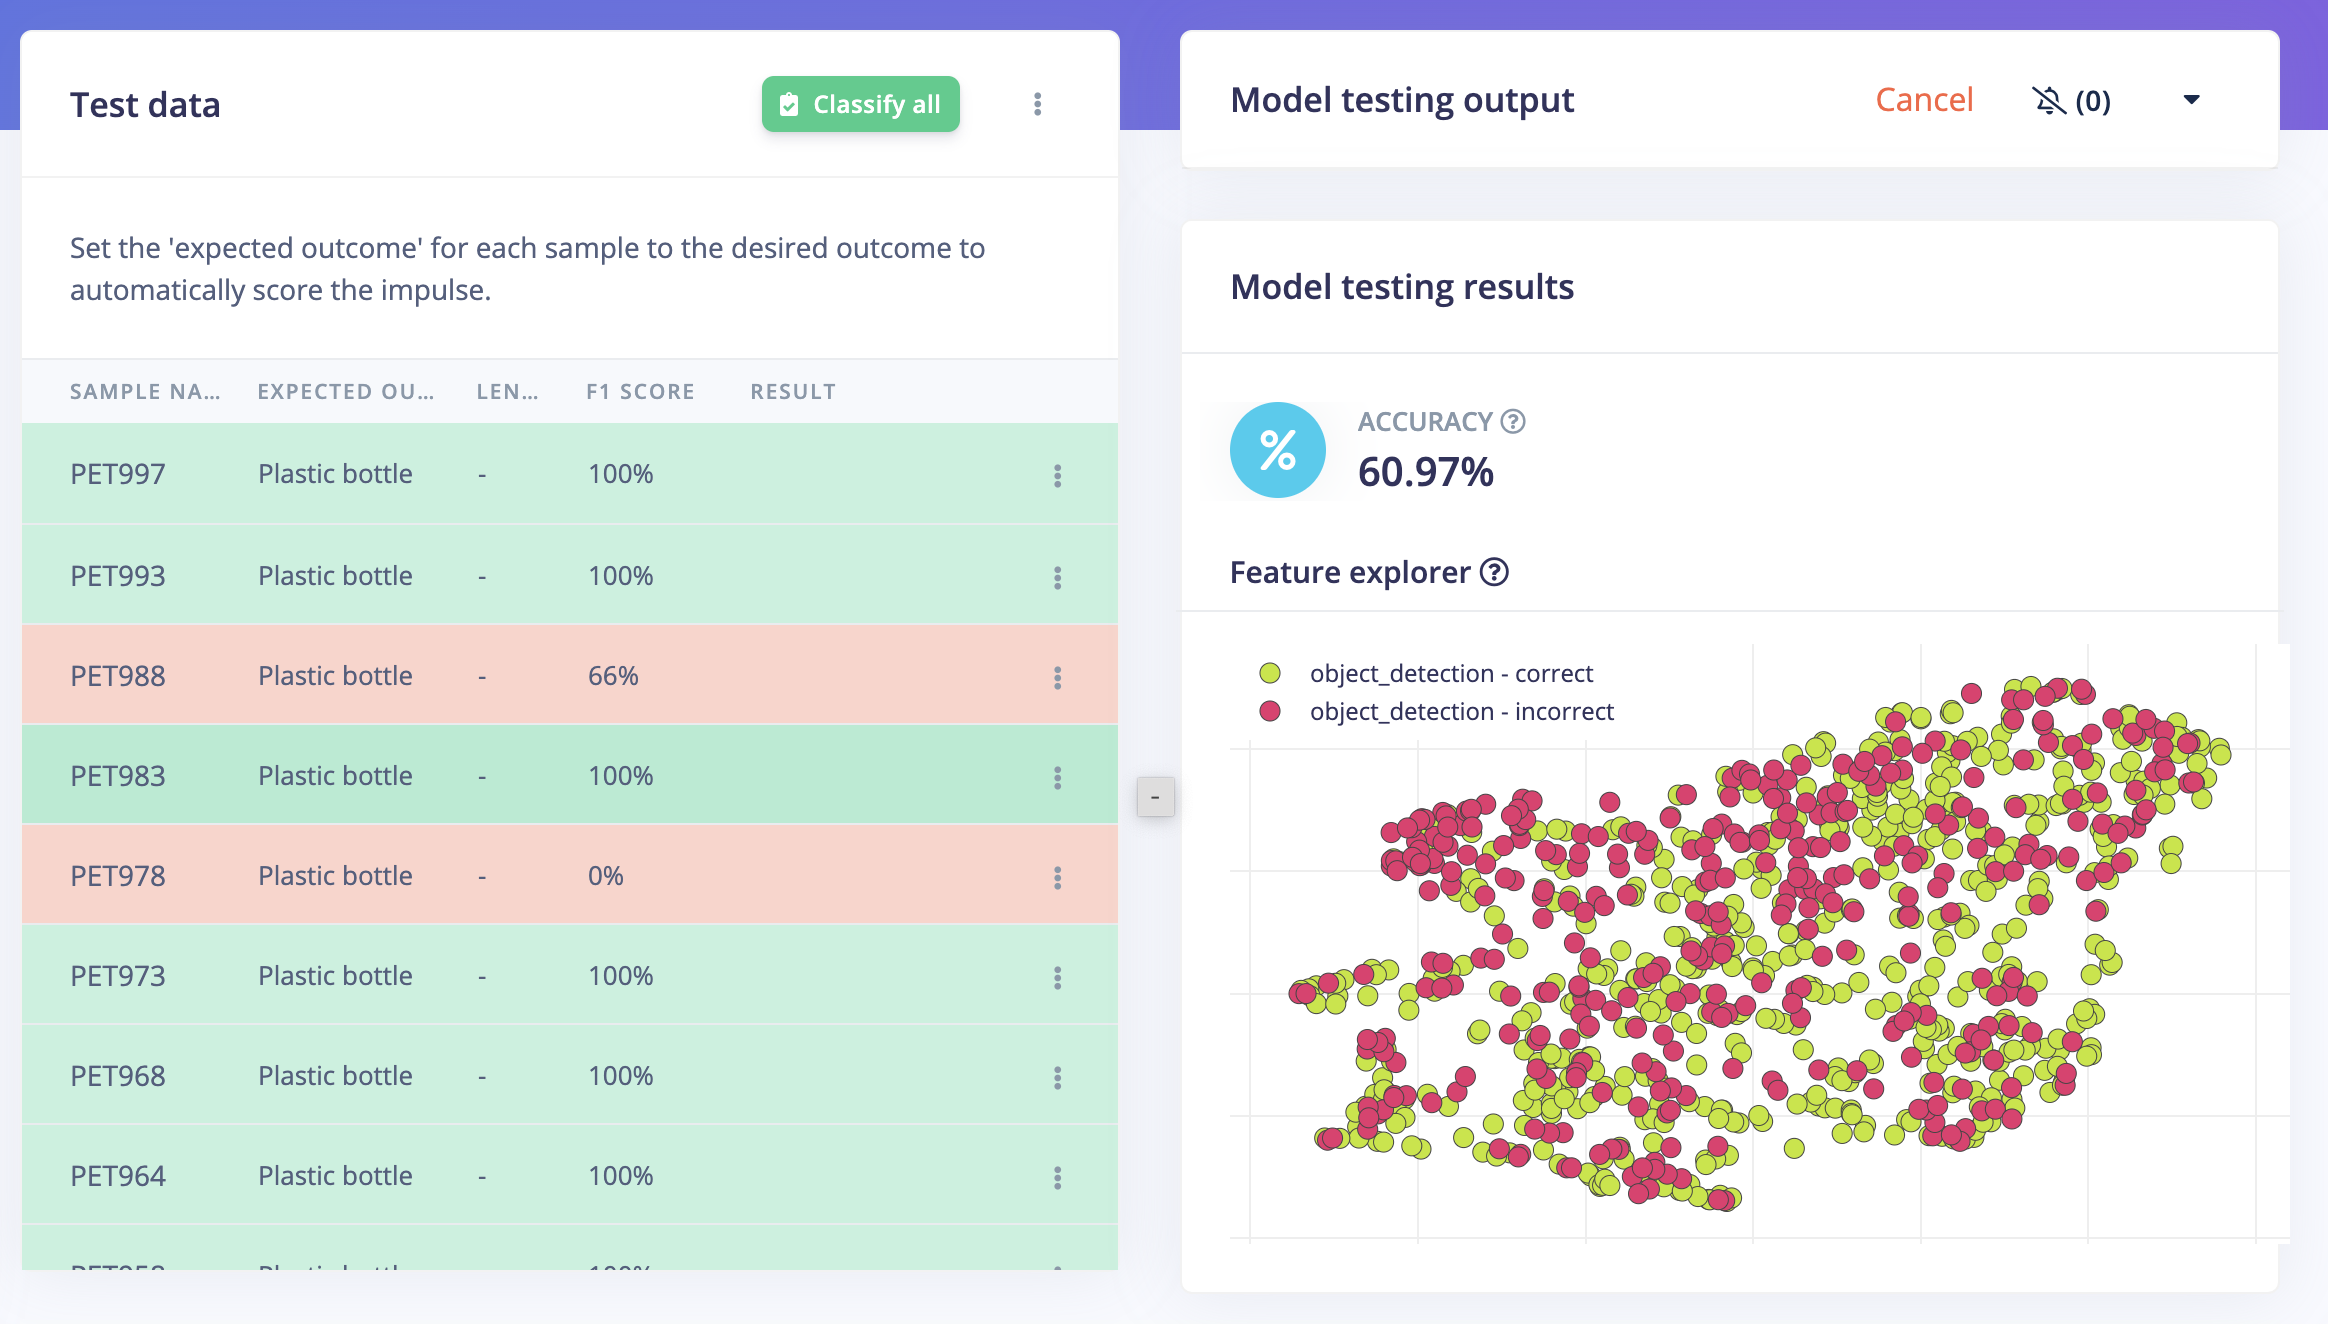 Test data
Classify all
Set the 'expected outcome' for each sample to the desired outcome to
automatically score the impulse.
SAMPLE NA... EXPECTED OU... LEN... F1 SCORE RESULT
PET997 Plastic bottle - 100%
PET993 Plastic bottle - 100%
PET988 Plastic bottle - 66%
PET983 Plastic bottle - 100%
PET978 Plastic bottle - 0%
PET973 Plastic bottle - 100%
PET968 Plastic bottle - 100%
PET964 Plastic bottle - 100%
-
Model testing output
Cancel (0)
Model testing results
%
ACCURACY ?
60.97%
Feature explorer ?
object_detection - correct
object_detection - incorrect